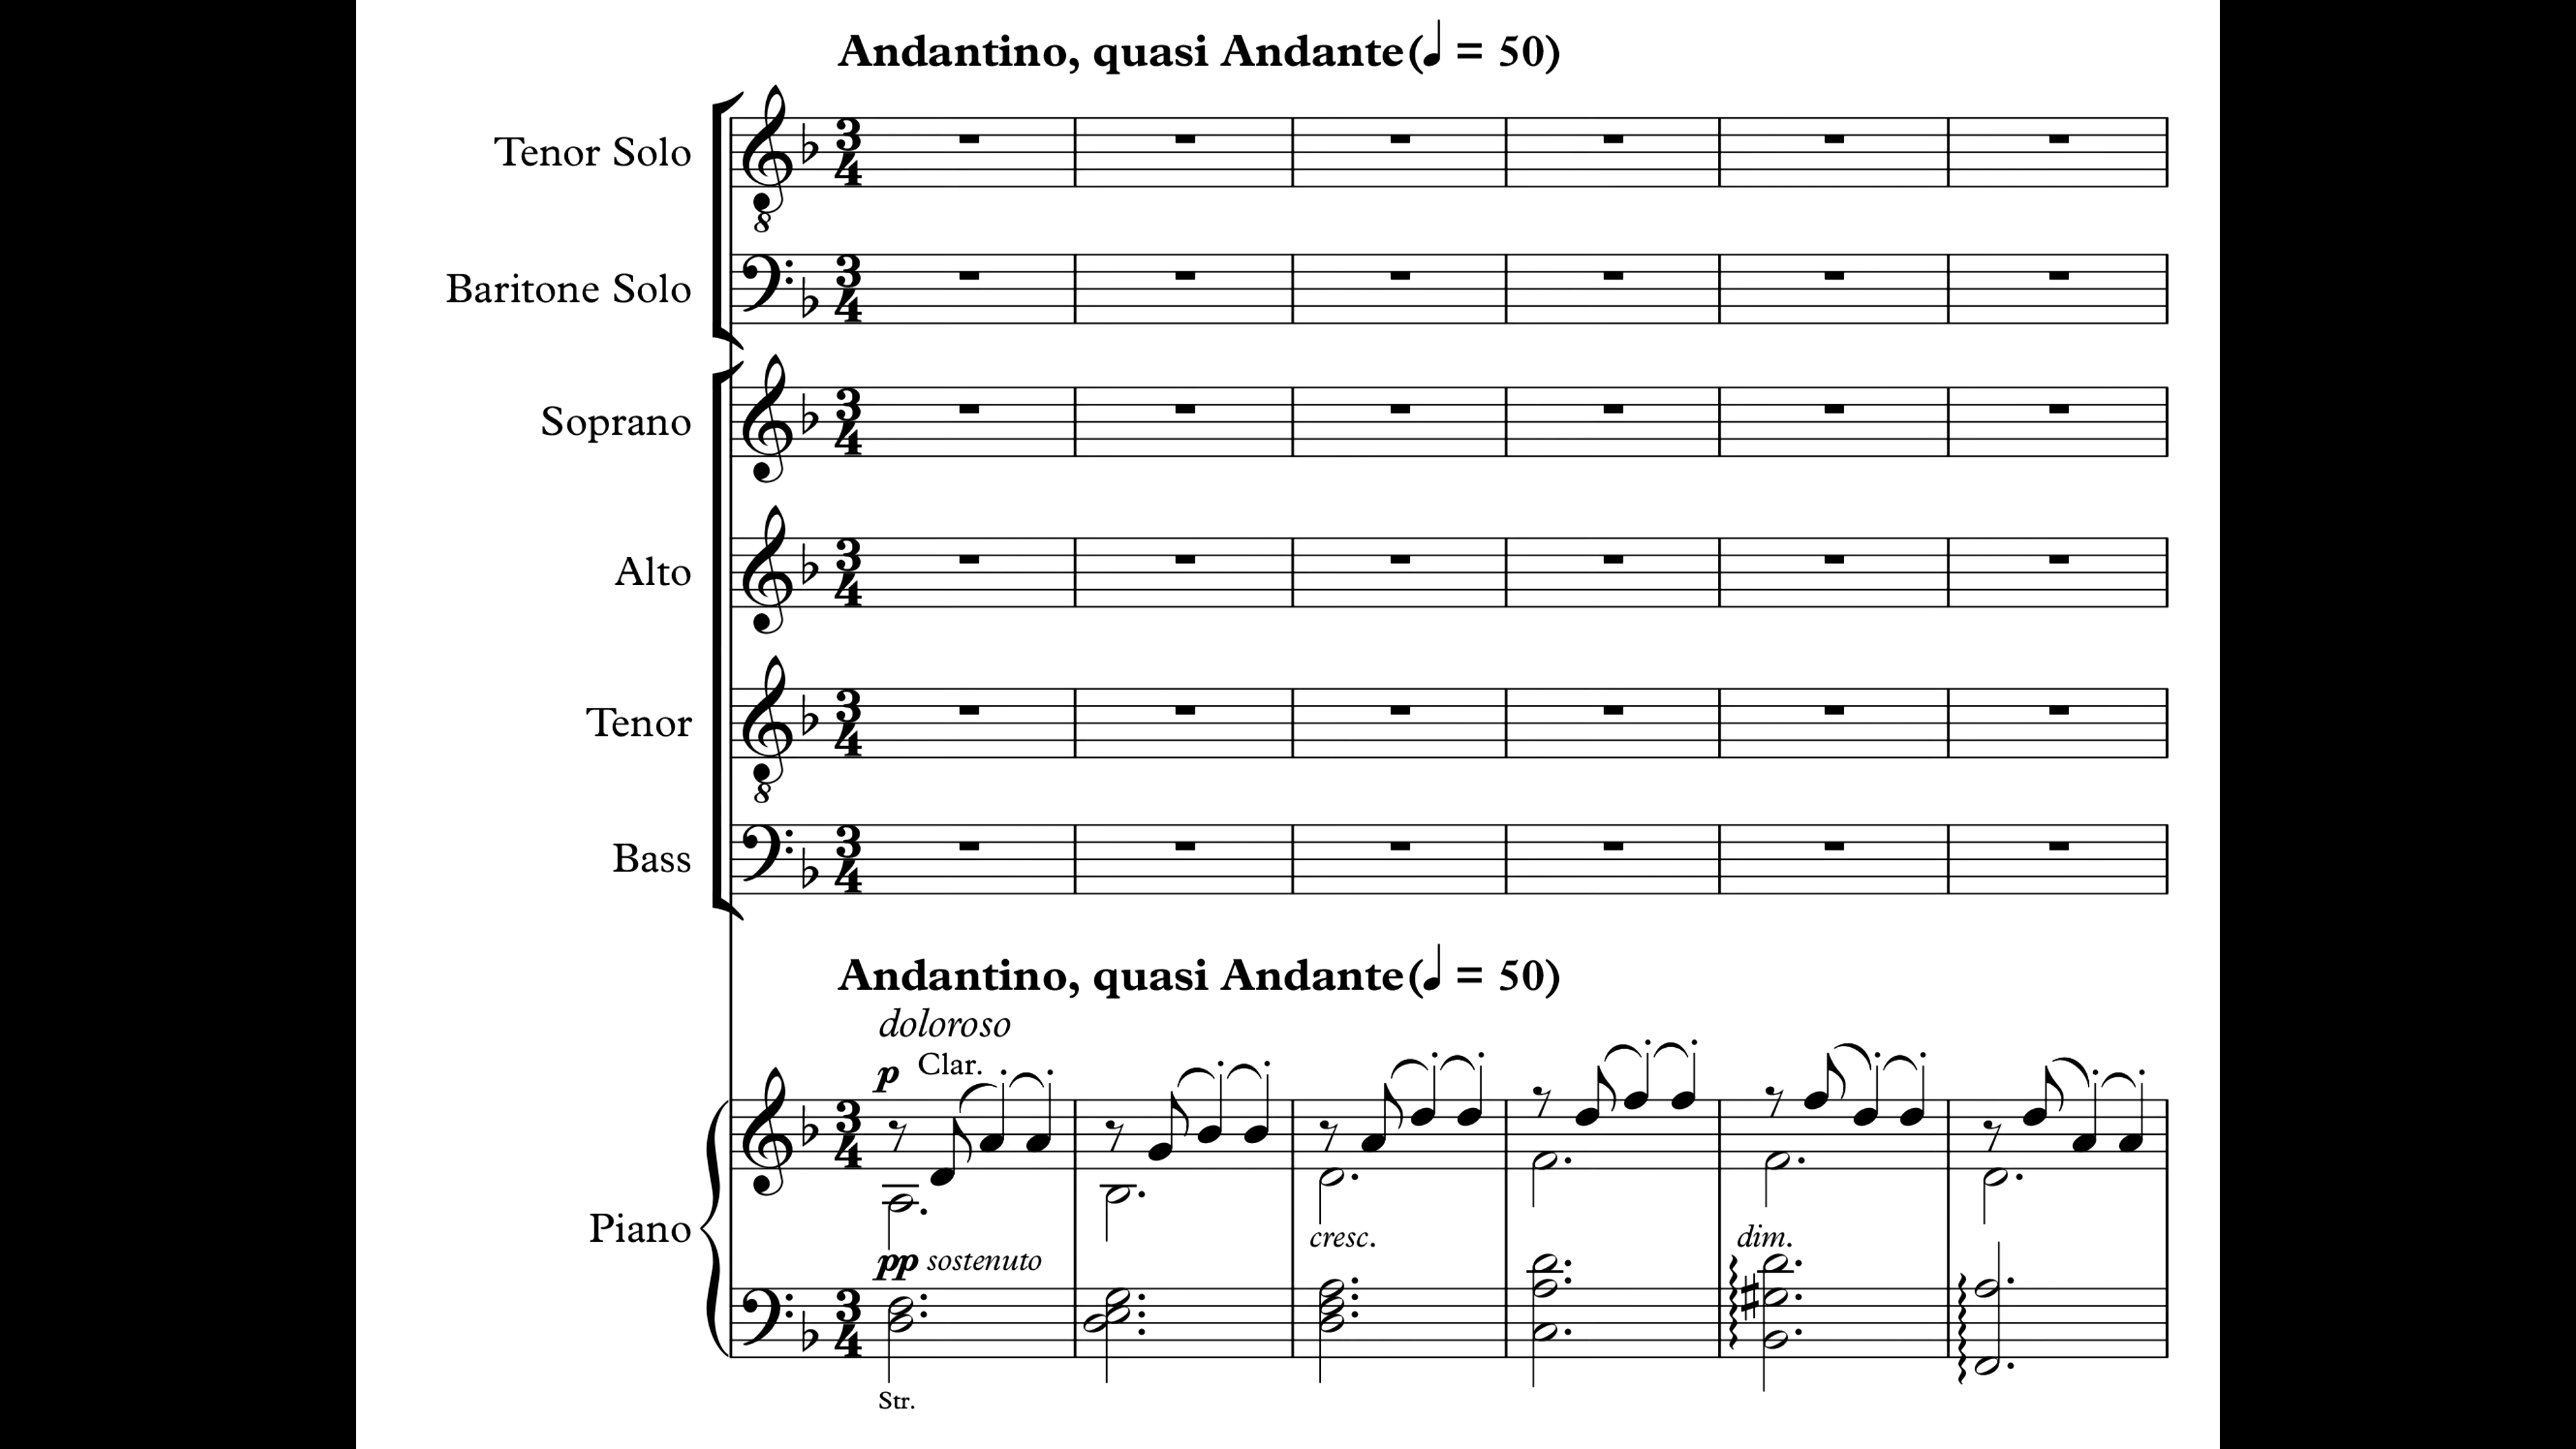 Andantino, quasi Andante(♩ = 50)
Tenor Solo
Baritone Solo
Soprano
Alto
Tenor
Bass
Andantino, quasi Andante(♩ = 50)
doloroso
p Clar.
Piano
cresc.
dim.
pp sostenuto
Str.